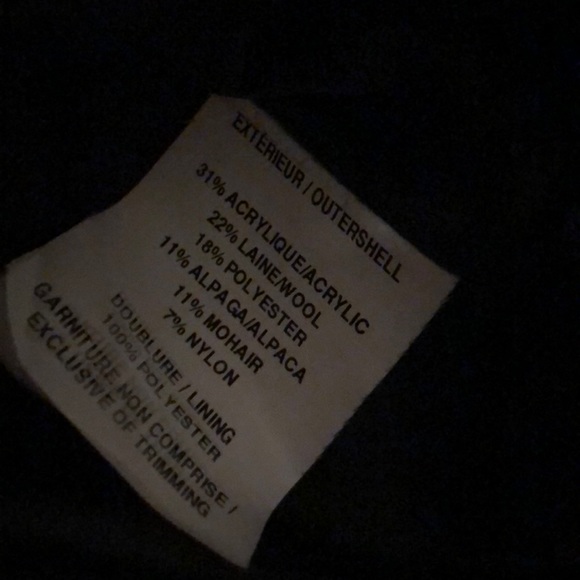 EXTÉRIEUR / OUTERSHELL
31% ACRYLIQUE/ACRYLIC
22% LAINE/WOOL
18% POLYESTER
11% ALPAGA/ALPACA
11% MOHAIR
7% NYLON
DOUBLURE / LINING
100% POLYESTER
GARNITURE NON COMPRISE /
EXCLUSIVE OF TRIMMING